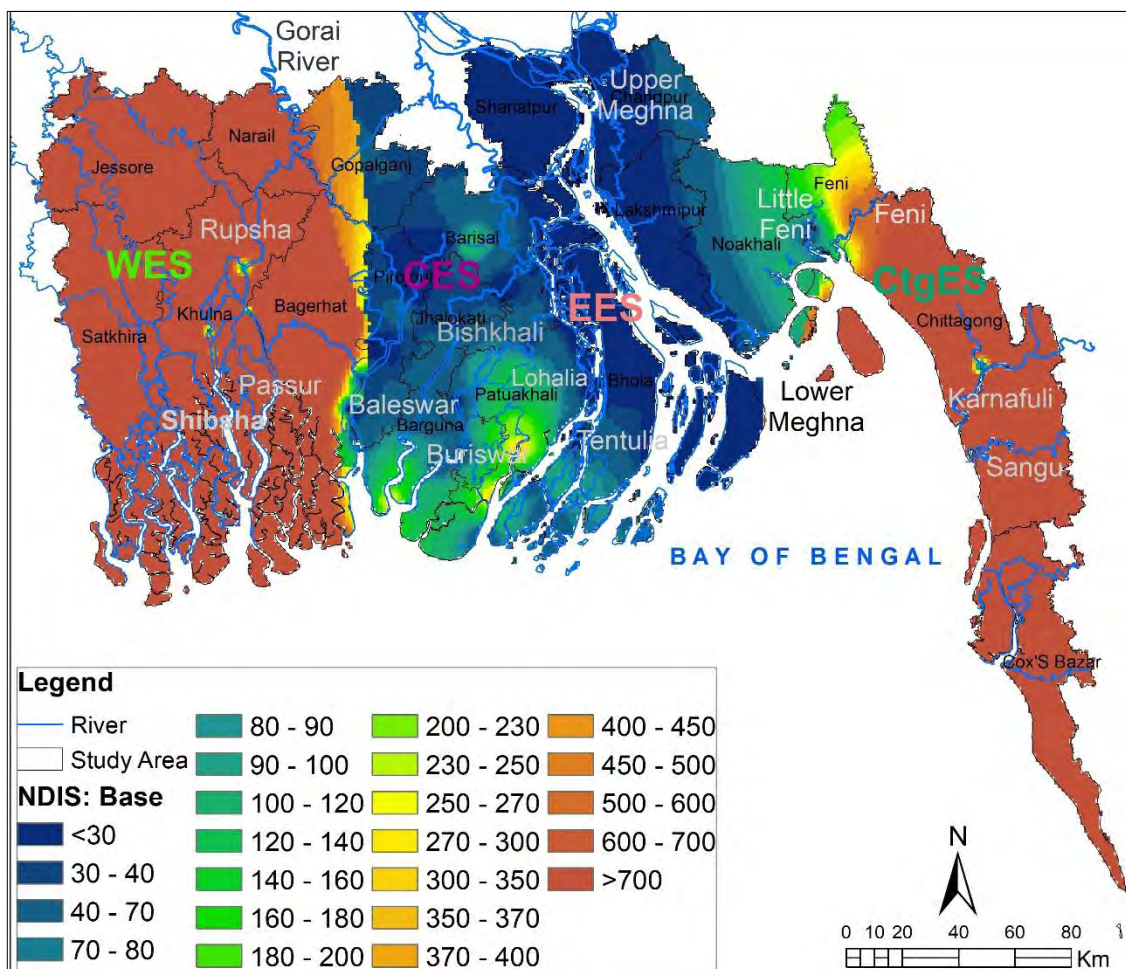 Gorai
River
Upper
Meghna
Chandpur
Shariatpur
Narail
Jessore
Gopalganj
Feni
Little
Feni
Feni
Lakshmipur
Noakhali
Rupsha
Barisal
WES
CES
EES
CtgES
Pirojpur
Jhalokati
Khulna
Bagerhat
Chittagong
Satkhira
Bishkhali
Passur
Lohalia
Bhola
Patuakhali
Lower
Meghna
Karnafuli
Shibsha
Baleswar
Barguna
Tentulia
Buriswar
Sangu
BAY OF BENGAL
Cox'S Bazar
Legend
River
Study Area
NDIS: Base
<30
30 - 40
40 - 70
70 - 80
80 - 90
90 - 100
100 - 120
120 - 140
140 - 160
160 - 180
180 - 200
200 - 230
230 - 250
250 - 270
270 - 300
300 - 350
350 - 370
370 - 400
400 - 450
450 - 500
500 - 600
600 - 700
>700
N
0 5 10 20 40 60 80
Km